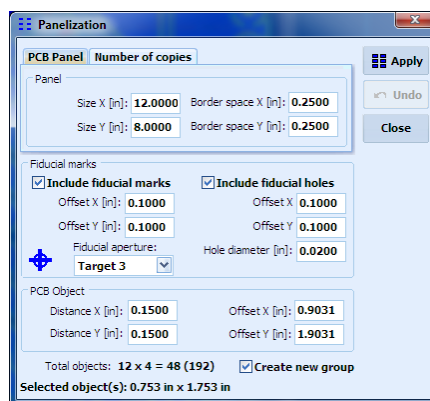 Panelization
PCB Panel Number of copies
Apply
Panel
Undo
Size X [in]: 12.0000 Border space X [in]: 0.2500
Size Y [in]: 8.0000 Border space Y [in]: 0.2500
Close
Fiducial marks
Include fiducial marks Include fiducial holes
Offset X [in]: 0.1000 Offset X 0.1000
Offset Y [in]: 0.1000 Offset Y 0.1000
Fiducial aperture: Hole diameter [in]: 0.0200
Target 3
PCB Object
Distance X [in]: 0.1500 Offset X [in]: 0.9031
Distance Y [in]: 0.1500 Offset Y [in]: 1.9031
Total objects: 12 x 4 = 48 (192) Create new group
Selected object(s): 0.753 in x 1.753 in